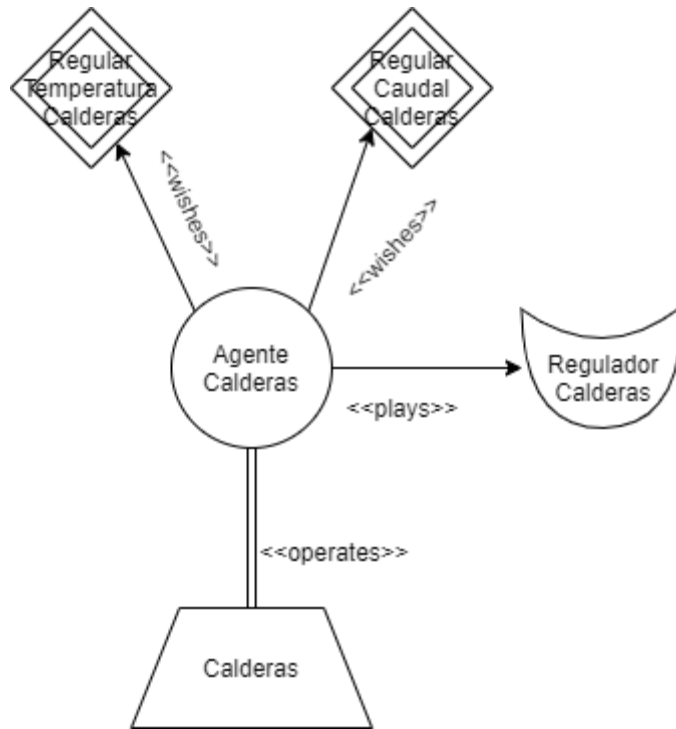 Regular
Temperatura
Calderas
Regular
Caudal
Calderas
<<wishes>>
<<wishes>>
Agente
Calderas
Regulador
Calderas
<<plays>>
<<operates>>
Calderas